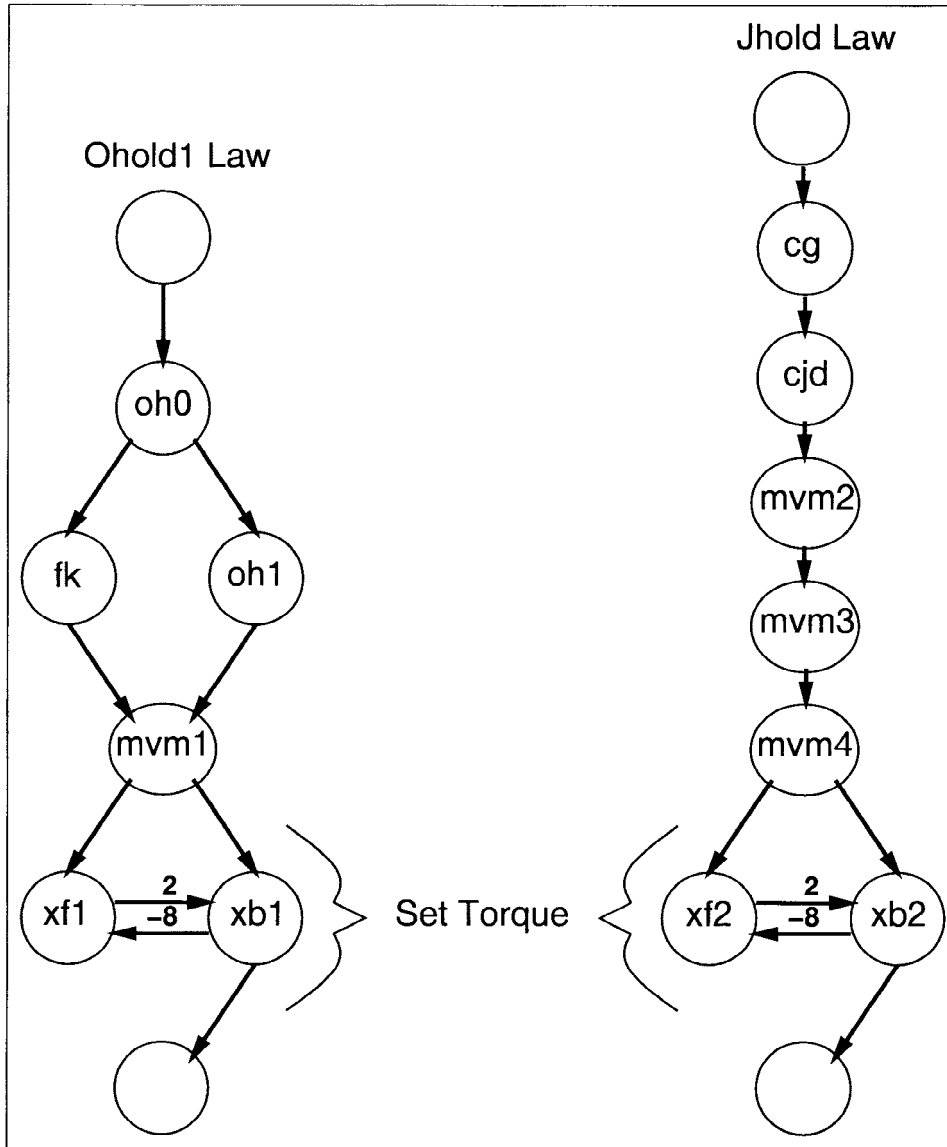 Jhold Law
Ohold1 Law
cg
cjd
oh0
mvm2
fk
oh1
mvm3
mvm1
mvm4
xf1
2
−8
xb1
Set Torque
xf2
2
−8
xb2